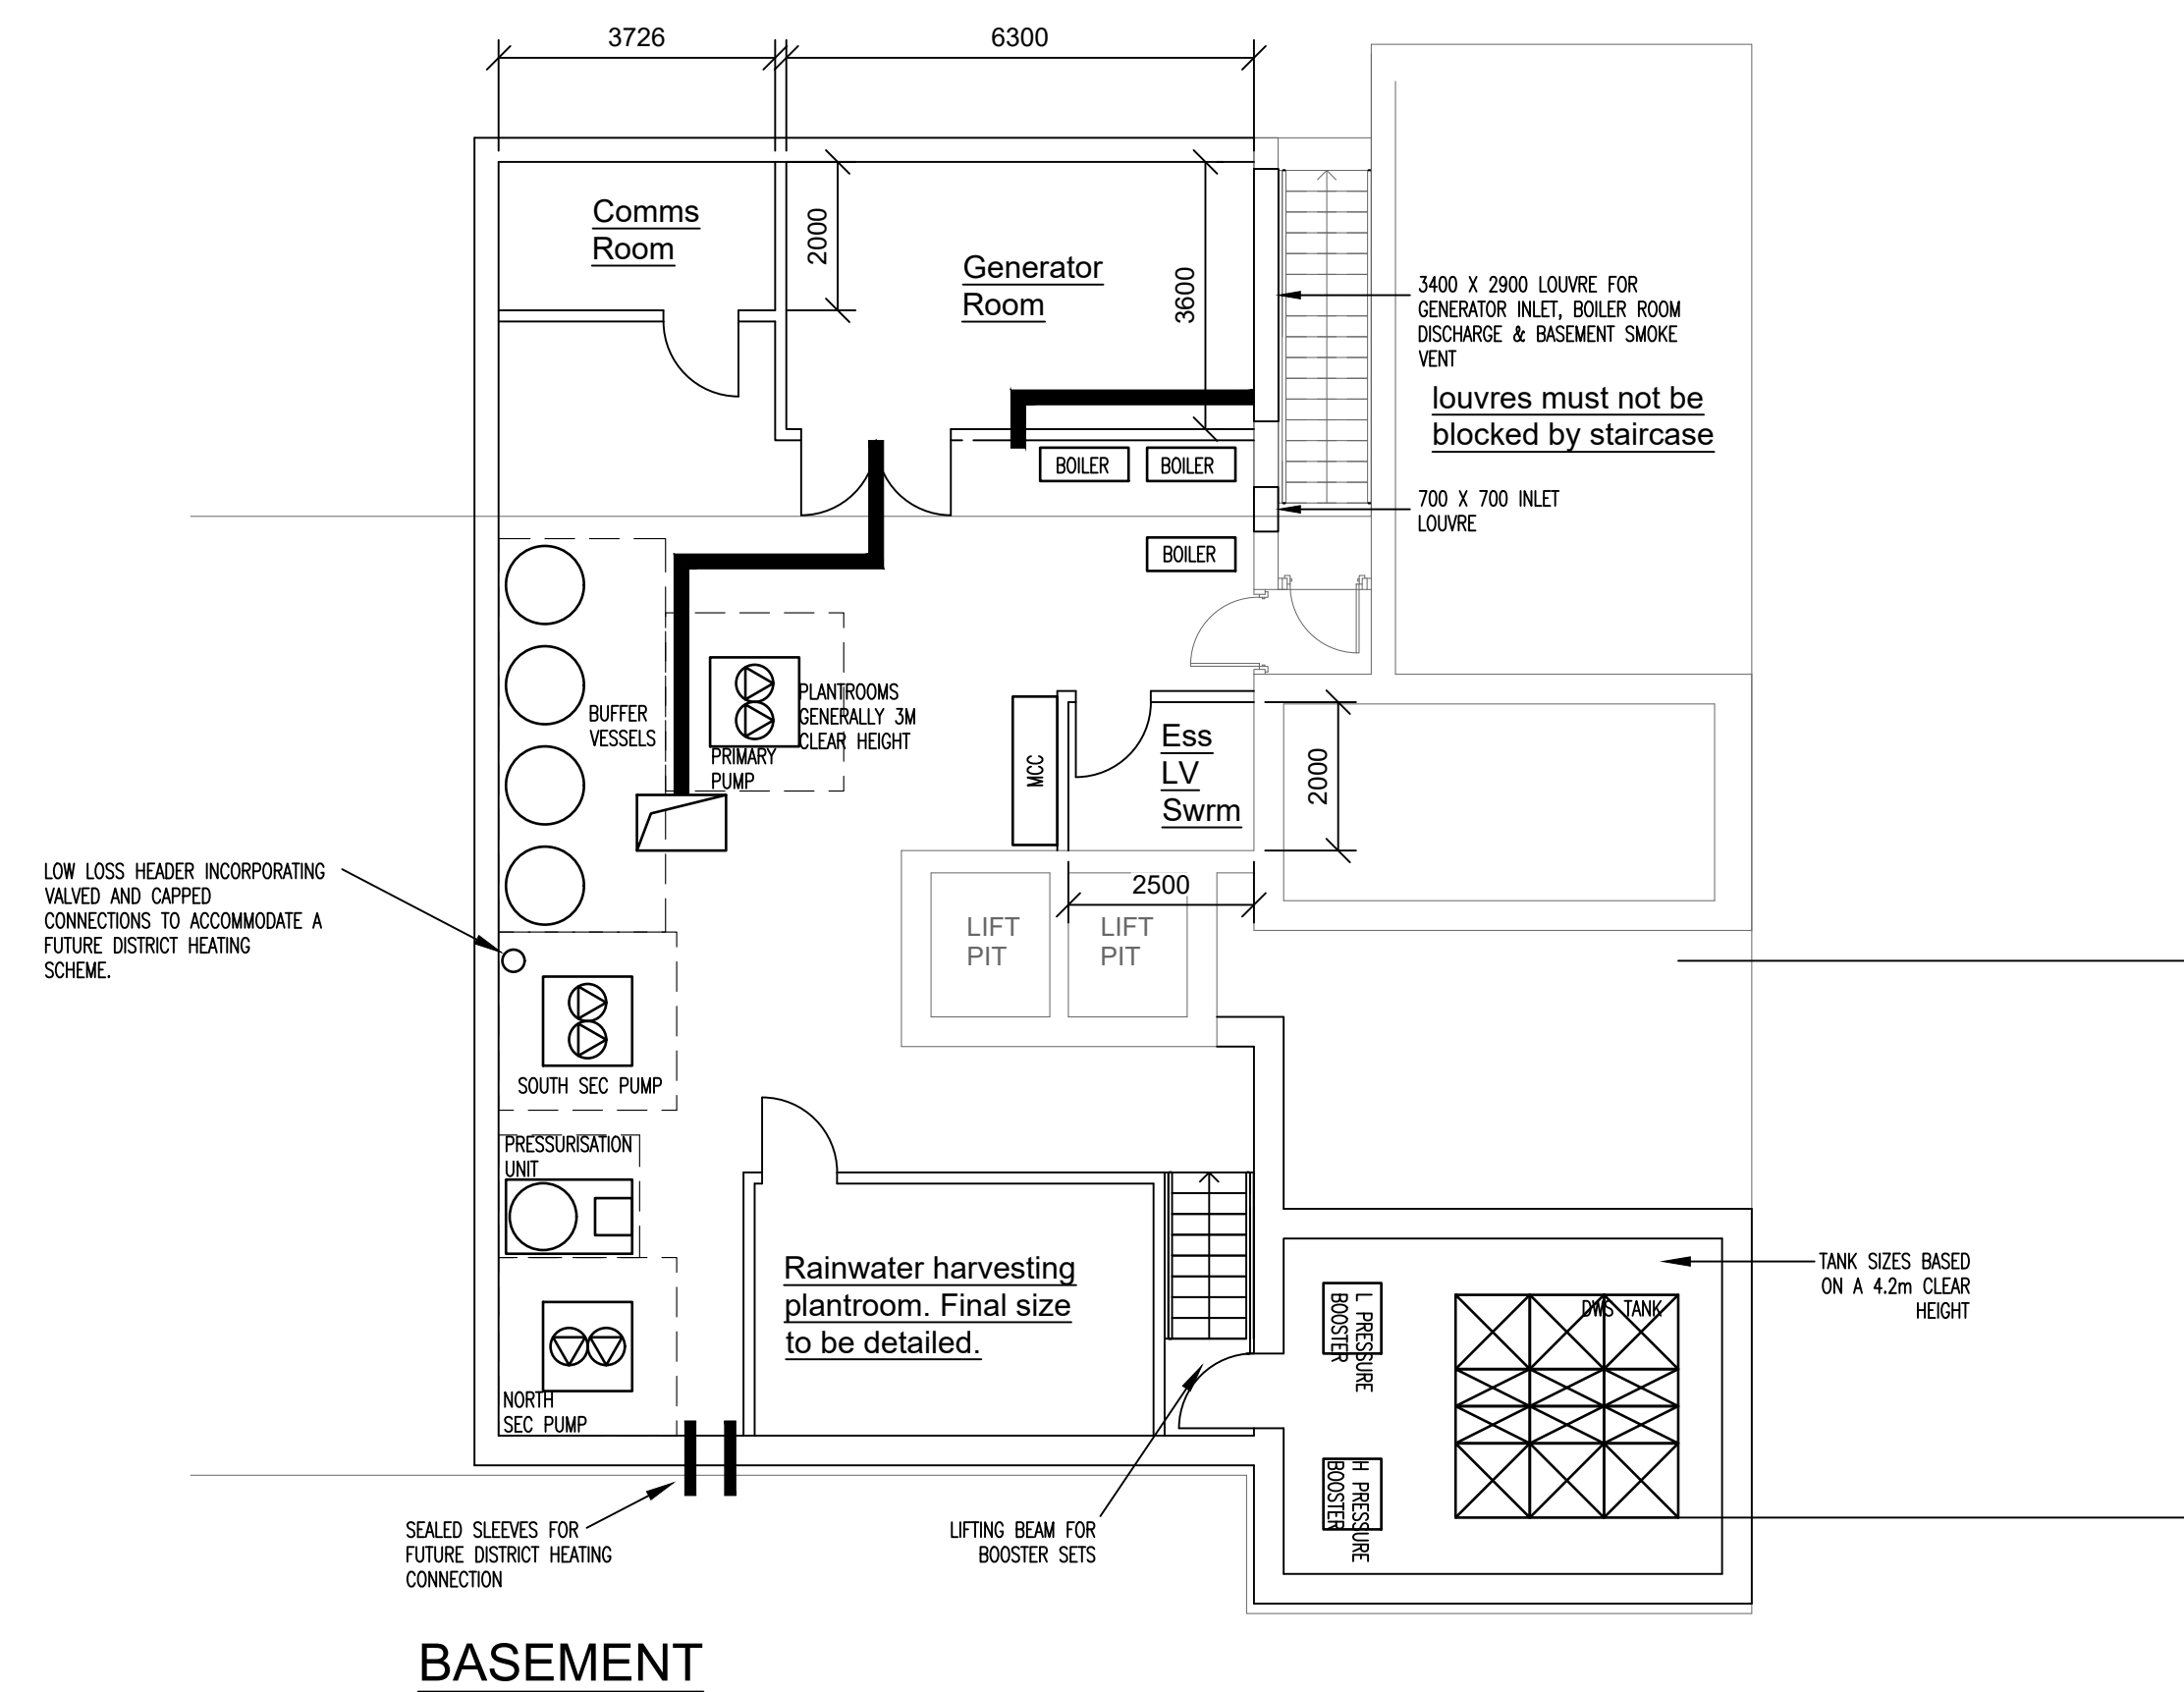 3726
6300
Comms
Room
2000
Generator
Room
3600
3400 X 2900 LOUVRE FOR
GENERATOR INLET, BOILER ROOM
DISCHARGE & BASEMENT SMOKE
VENT
louvres must not be
blocked by staircase
BOILER
BOILER
700 X 700 INLET
LOUVRE
BOILER
BUFFER
VESSELS
PLANTROOMS
GENERALLY 3M
CLEAR HEIGHT
PRIMARY
PUMP
MCC
Ess
LV
Swrm
2000
2500
LIFT
PIT
LIFT
PIT
LOW LOSS HEADER INCORPORATING
VALVED AND CAPPED
CONNECTIONS TO ACCOMMODATE A
FUTURE DISTRICT HEATING
SCHEME.
SOUTH SEC PUMP
PRESSURISATION
UNIT
Rainwater harvesting
plantroom. Final size
to be detailed.
NORTH
SEC PUMP
L PRESSURE
BOOSTER
DWS TANK
TANK SIZES BASED
ON A 4.2m CLEAR
HEIGHT
H PRESSURE
BOOSTER
SEALED SLEEVES FOR
FUTURE DISTRICT HEATING
CONNECTION
LIFTING BEAM FOR
BOOSTER SETS
BASEMENT